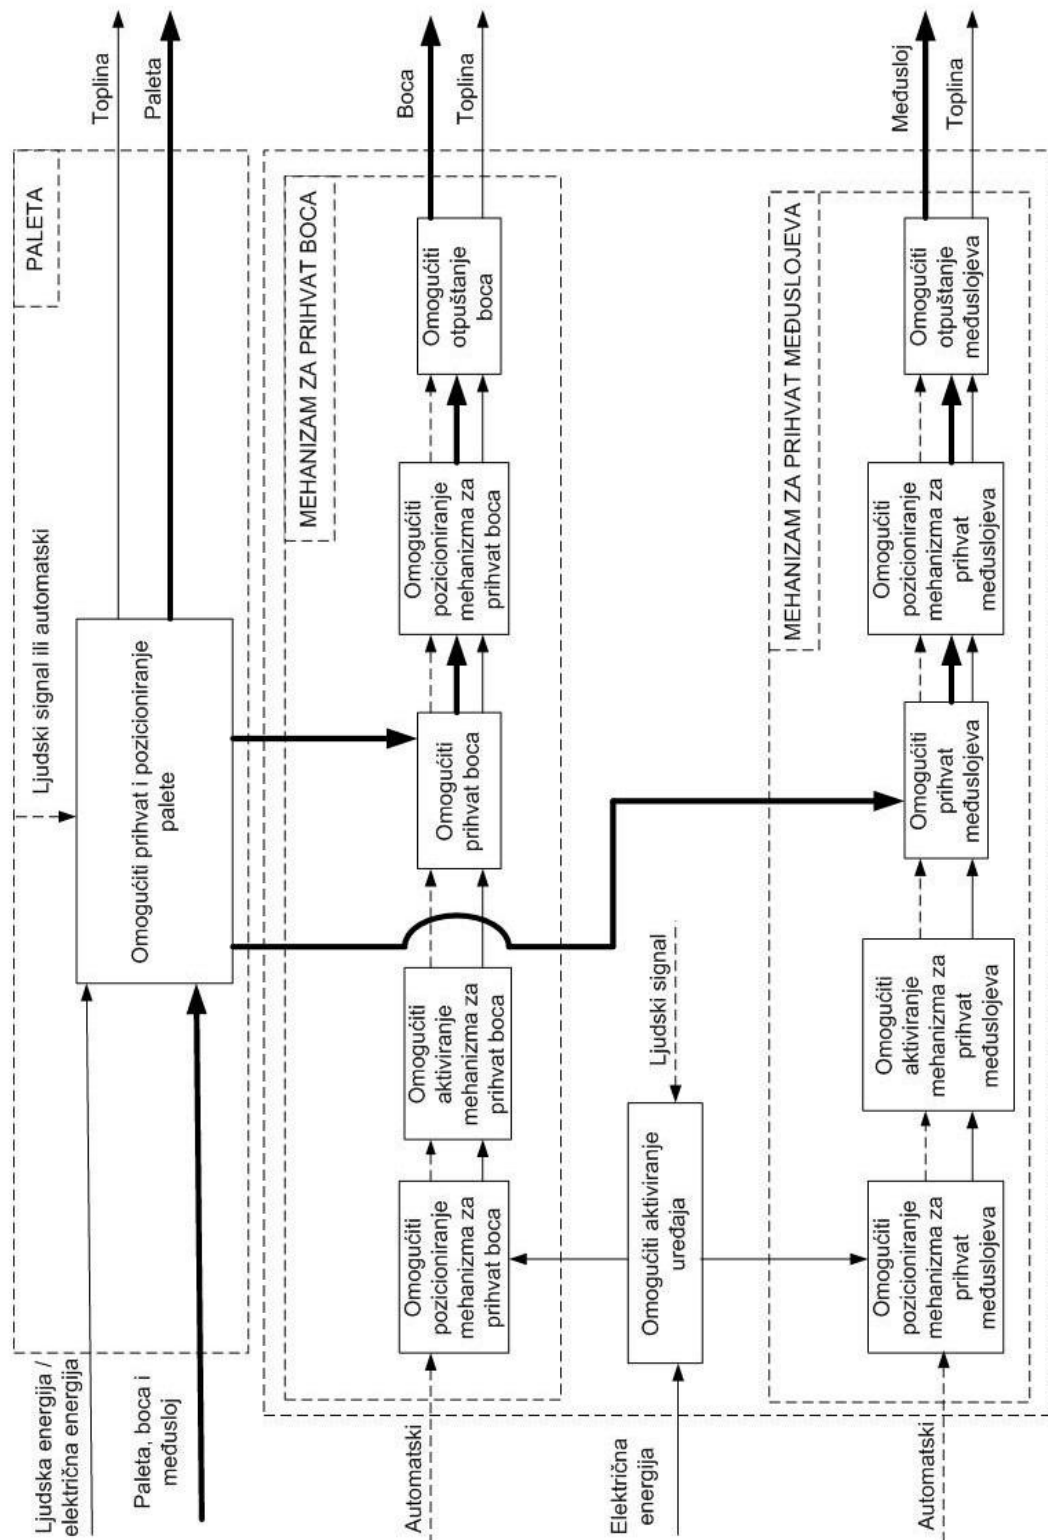 PALETA
Toplina
Paleta
Ljudski signal ili automatski
Omogućiti prihvat i pozicioniranje
palete
Ljudska energija /
električna energija
Paleta, boca i
međusloj
MEHANIZAM ZA PRIHVAT BOCA
Automatski
Omogućiti
pozicioniranje
mehanizma za
prihvat boca
Omogućiti
aktiviranje
mehanizma za
prihvat boca
Omogućiti
prihvat boca
Omogućiti
pozicioniranje
mehanizma za
prihvat boca
Omogućiti
otpuštanje
boca
Boca
Toplina
Električna
energija
Omogućiti aktiviranje
uređaja
Ljudski signal
MEHANIZAM ZA PRIHVAT MEĐUSLOJEVA
Automatski
Omogućiti
pozicioniranje
mehanizma za
prihvat
međuslojeva
Omogućiti
aktiviranje
mehanizma za
prihvat
međuslojeva
Omogućiti
prihvat
međuslojeva
Omogućiti
pozicioniranje
mehanizma za
prihvat
međuslojeva
Omogućiti
otpuštanje
međuslojeva
Međusloj
Toplina